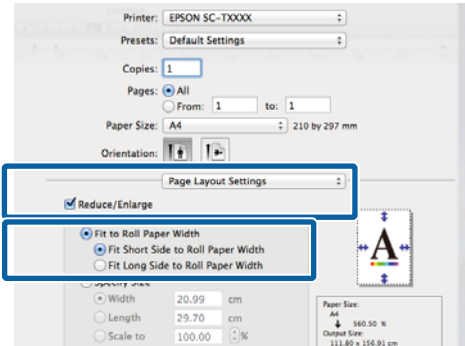 Printer: EPSON SC-TXXXX
Presets: Default Settings
Copies: 1
Pages: All
From: 1 to: 1
Paper Size: A4 210 by 297 mm
Orientation:
Page Layout Settings
Reduce/Enlarge
Fit to Roll Paper Width
Fit Short Side to Roll Paper Width
Fit Long Side to Roll Paper Width
A
Specify Size
Width 20.99 cm
Length 29.70 cm
Scale to 100.00 %
Paper Size:
A4
560.50 %
Output Size:
111.80 x 156.91 cm